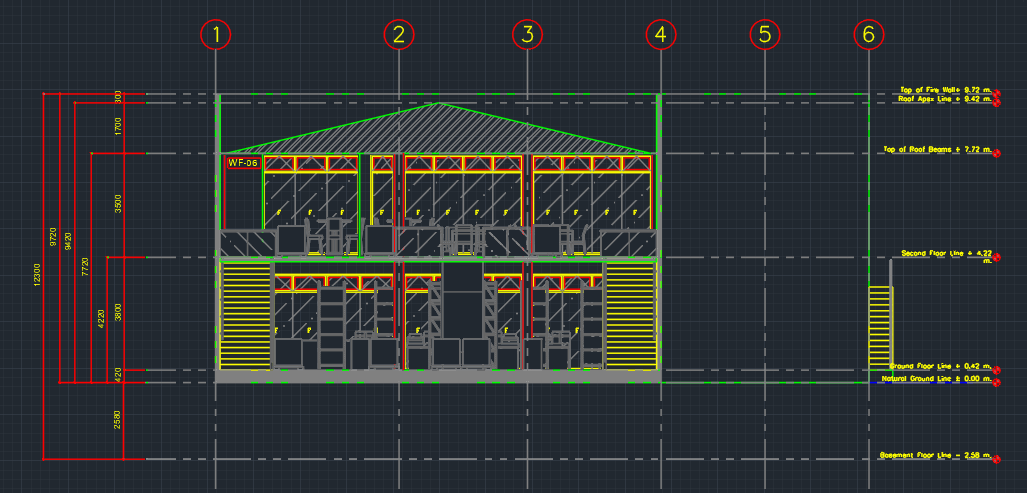 1 2 3 4 5 6
Top of Fire Wall+ 9.72 m.
Roof Apex Line + 9.42 m.
Top of Roof Beams + 7.72 m.
Second Floor Line + 4.22
m.
Ground Floor Line + 0.42 m.
Natural Ground Line ± 0.00 m.
Basement Floor Line - 2.58 m.
WF-06
F F F F F F F F F F
F F F F F
300
1700
3500
3800
420
2580
4220
7720
9420
9720
12300